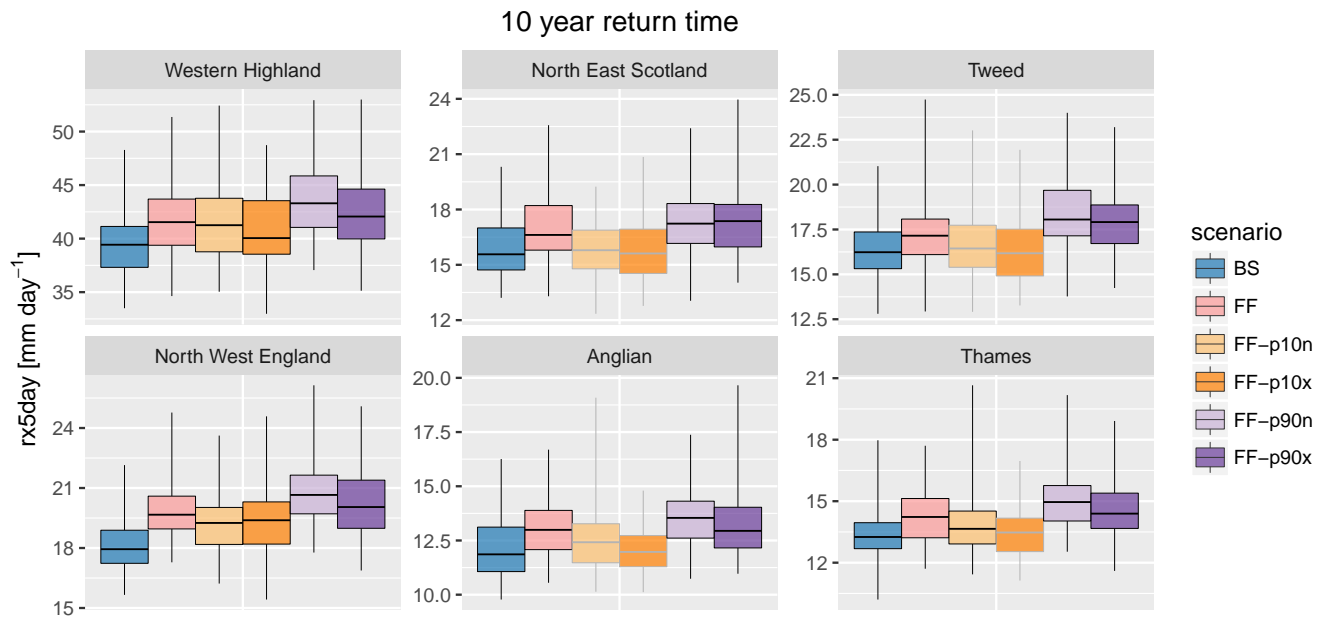 10 year return time
Western Highland North East Scotland Tweed
50
45
40
35
24
21
18
15
12
25.0
22.5
20.0
17.5
15.0
12.5
rx5day [mm day⁻¹]
North West England Anglian Thames
24
21
18
15
20.0
17.5
15.0
12.5
10.0
21
18
15
12
scenario
BS
FF
FF−p10n
FF−p10x
FF−p90n
FF−p90x